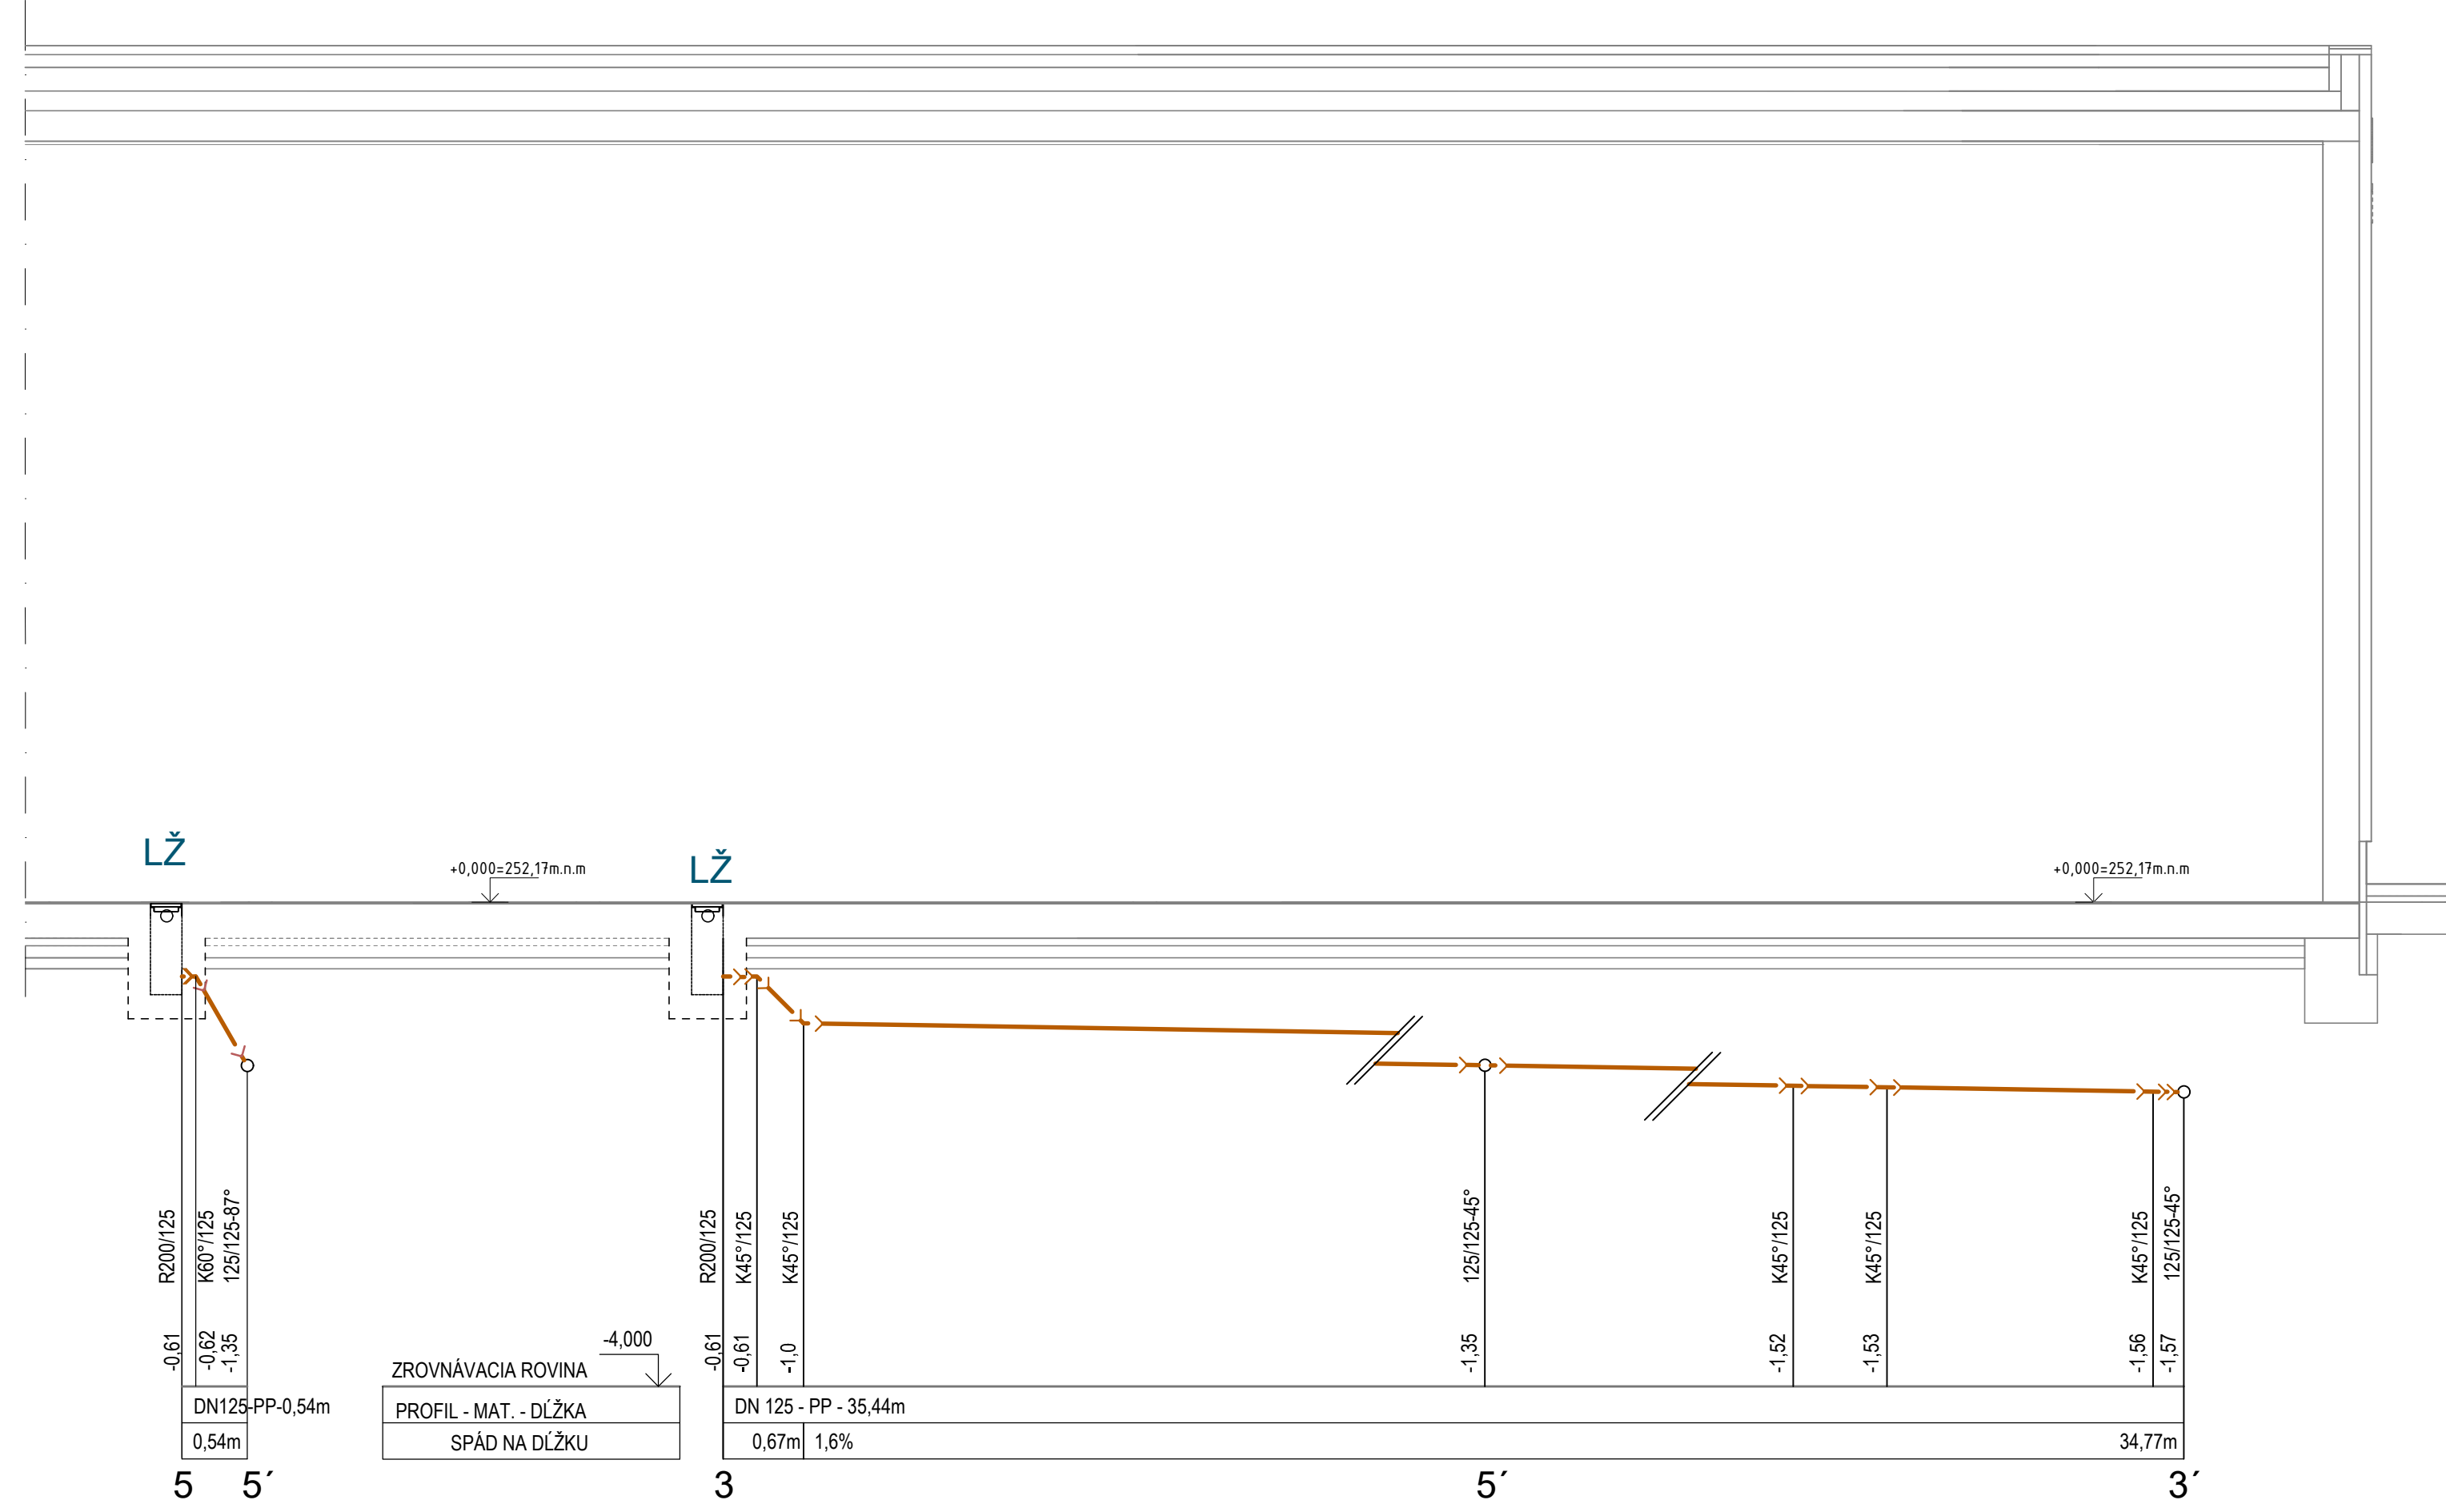 LŽ
LŽ
+0,000=252,17m.n.m
+0,000=252,17m.n.m
R200/125
K60°/125
125/125-87°
R200/125
K45°/125
K45°/125
125/125-45°
K45°/125
K45°/125
K45°/125
125/125-45°
-0,61
-0,62
-1,35
-0,61
-0,61
-1,0
-1,35
-1,52
-1,53
-1,56
-1,57
-4,000
ZROVNÁVACIA ROVINA
DN125-PP-0,54m
PROFIL - MAT. - DĹŽKA
DN 125 - PP - 35,44m
0,54m
SPÁD NA DĹŽKU
0,67m
1,6%
34,77m
5
5´
3
5´
3´